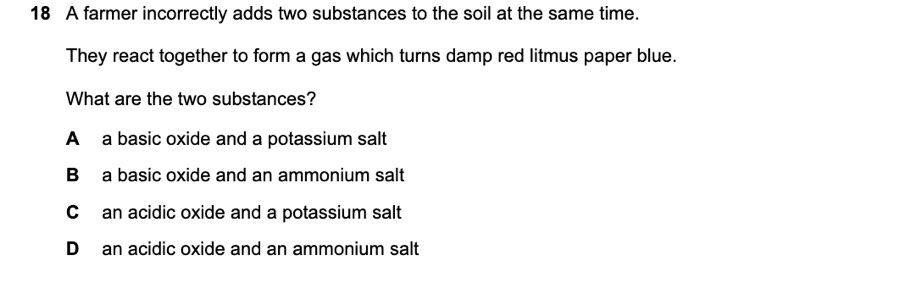 18 A farmer incorrectly adds two substances to the soil at the same time.
They react together to form a gas which turns damp red litmus paper blue.
What are the two substances?
A a basic oxide and a potassium salt
B a basic oxide and an ammonium salt
C an acidic oxide and a potassium salt
D an acidic oxide and an ammonium salt